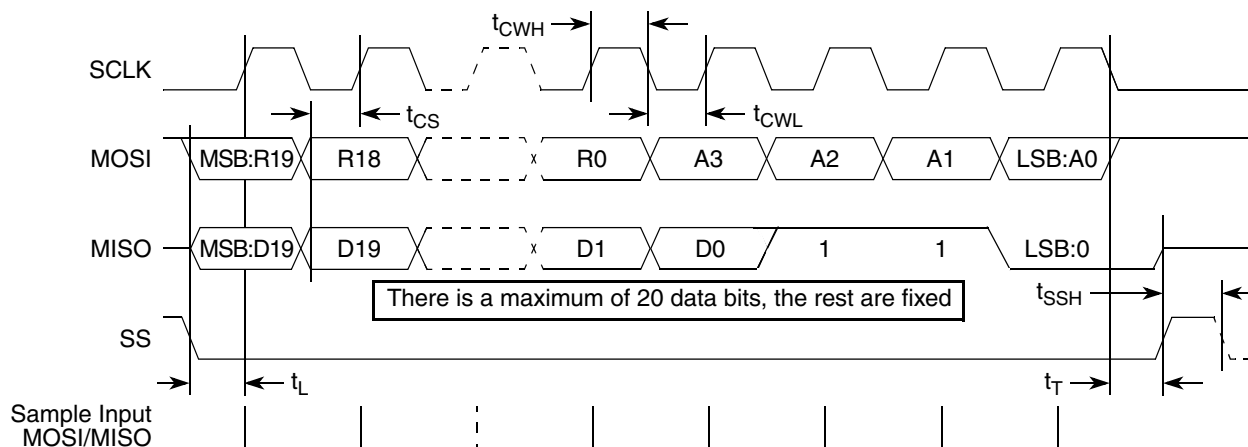 tCWH
SCLK
tCS
tCWL
MOSI MSB:R19 R18 R0 A3 A2 A1 LSB:A0
MISO MSB:D19 D19 D1 D0 1 1 LSB:0
There is a maximum of 20 data bits, the rest are fixed
tSSH
SS
tL
tT
Sample Input
MOSI/MISO